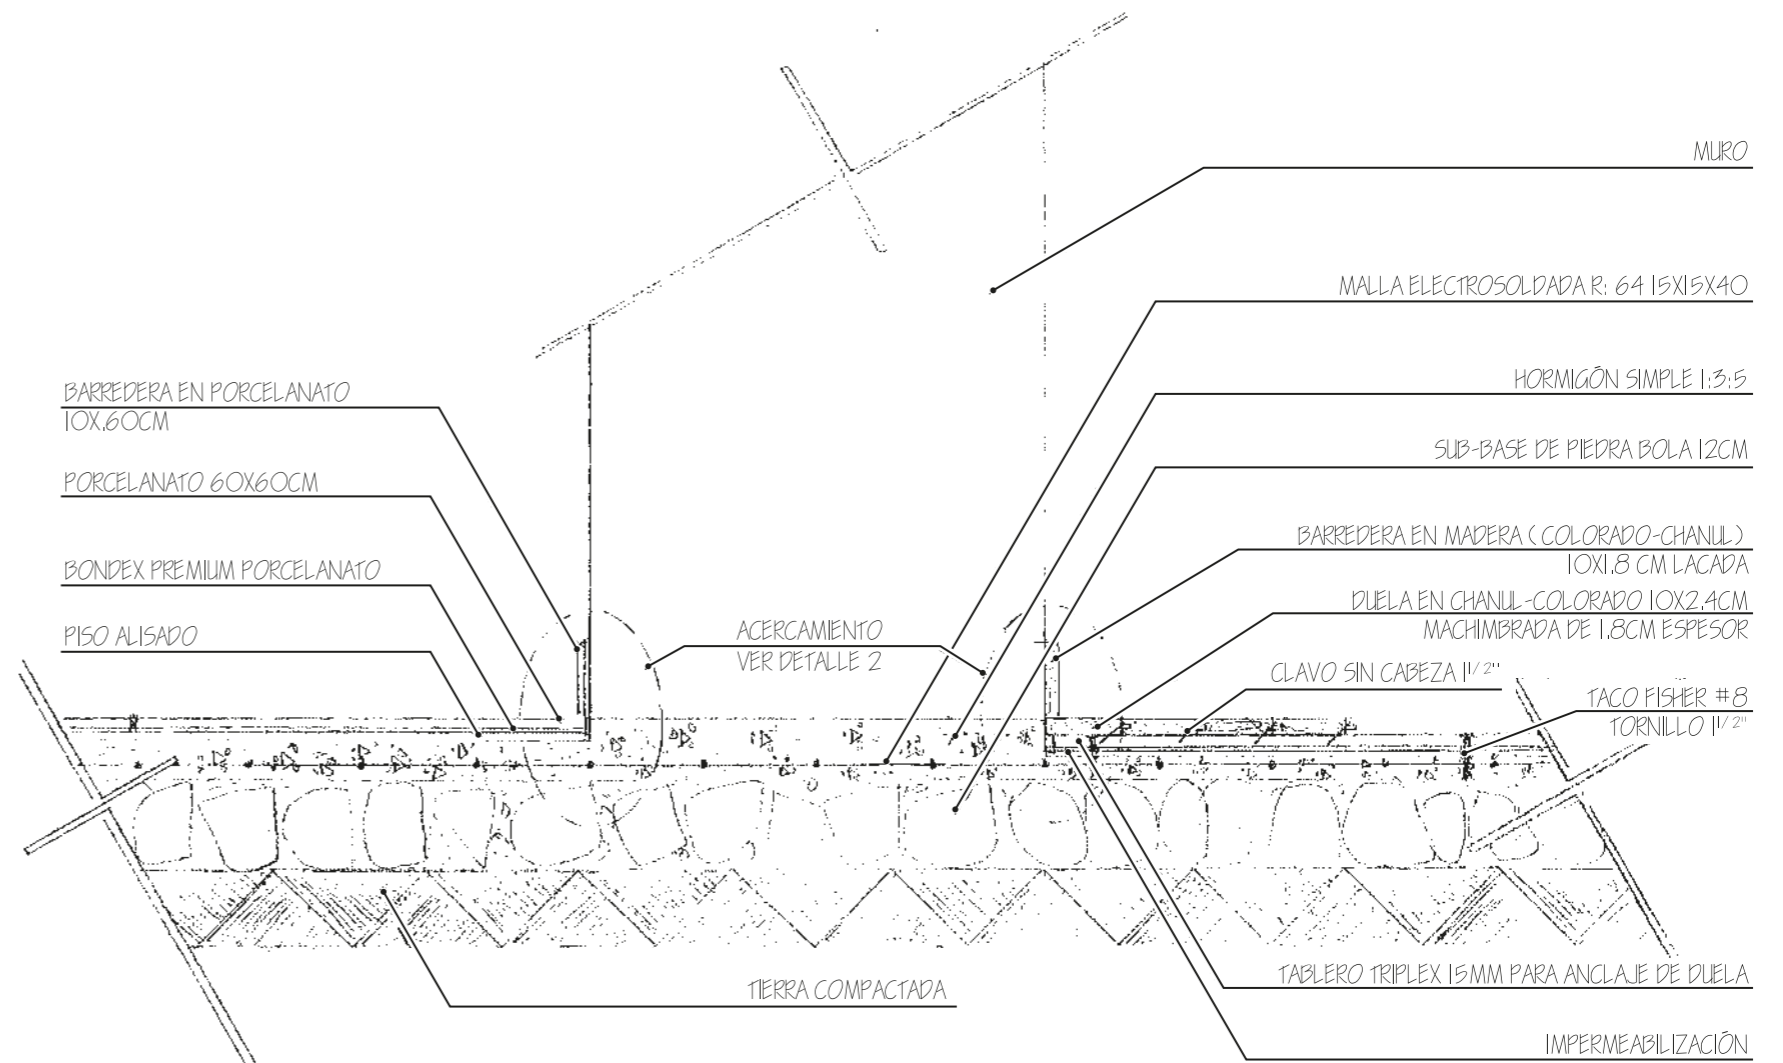 MURO
MALLA ELECTROSOLDADA R: 64 15X15X40
HORMIGÓN SIMPLE 1:3:5
SUB-BASE DE PIEDRA BOLA 12CM
BARREDERA EN MADERA ( COLORADO-CHANUL)
10X1.8 CM LACADA
DUELA EN CHANUL-COLORADO 10X2.4CM
MACHIMBRADA DE 1.8CM ESPESOR
CLAVO SIN CABEZA 1 1/2"
TACO FISHER #8
TORNILLO 1 1/2"
BARREDERA EN PORCELANATO
10X.60CM
PORCELANATO 60X60CM
BONDEX PREMIUM PORCELANATO
PISO ALISADO
ACERCAMIENTO
VER DETALLE 2
TIERRA COMPACTADA
TABLERO TRIPLEX 15MM PARA ANCLAJE DE DUELA
IMPERMEABILIZACIÓN